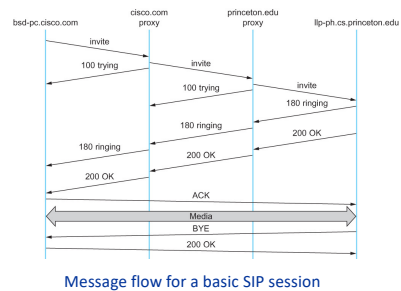 bsd-pc.cisco.com
cisco.com
proxy
princeton.edu
proxy
llp-ph.cs.princeton.edu
invite
100 trying
invite
100 trying
invite
180 ringing
180 ringing
200 OK
180 ringing
200 OK
200 OK
ACK
Media
BYE
200 OK
Message flow for a basic SIP session